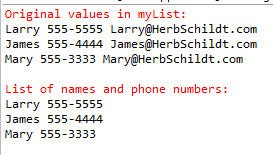 Original values in myList:
Larry 555-5555 Larry@HerbSchildt.com
James 555-4444 James@HerbSchildt.com
Mary 555-3333 Mary@HerbSchildt.com
List of names and phone numbers:
Larry 555-5555
James 555-4444
Mary 555-3333